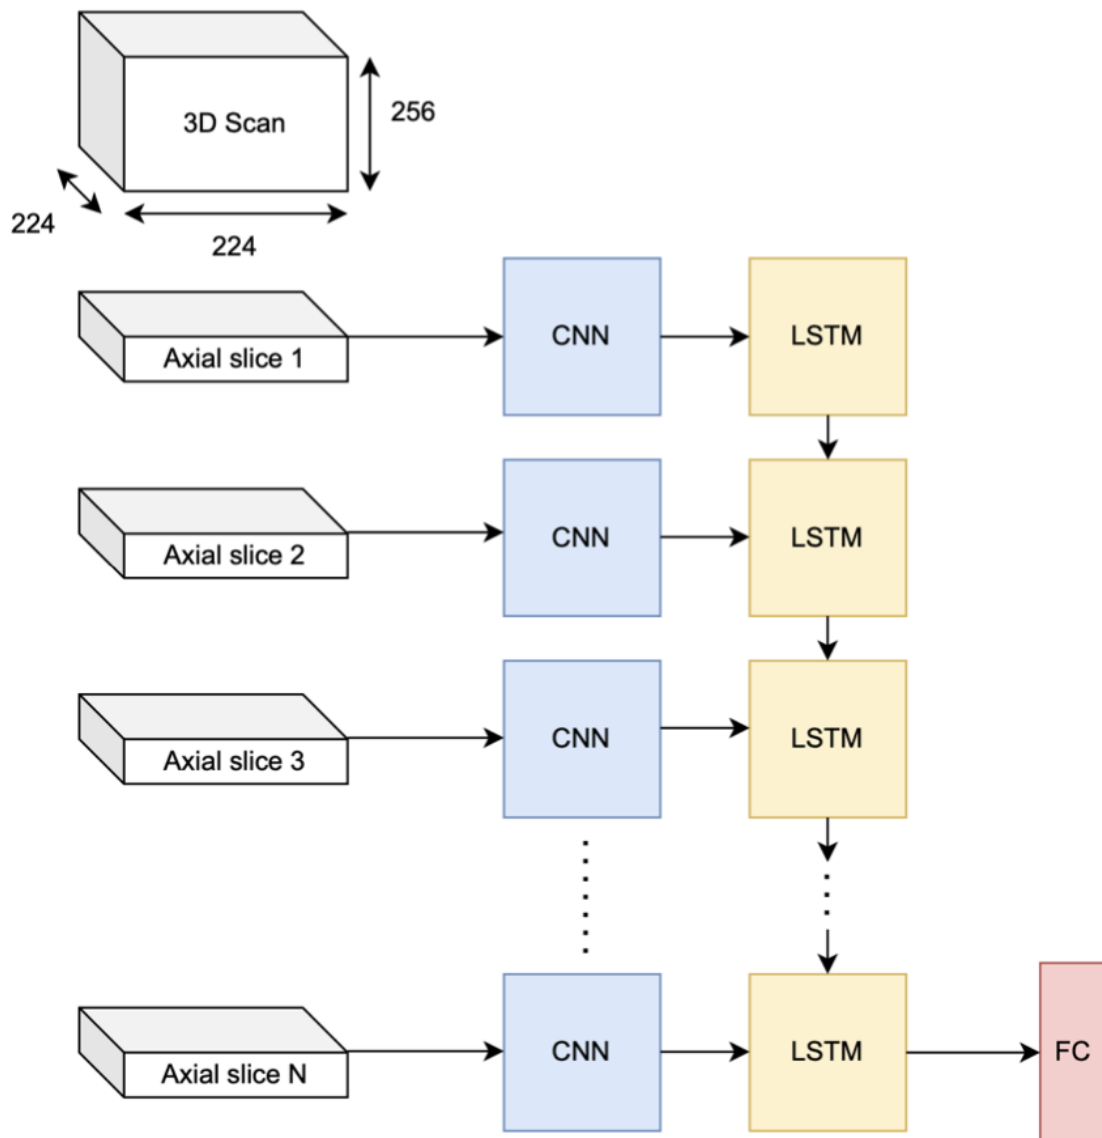 3D Scan
256
224
224
Axial slice 1
CNN
LSTM
Axial slice 2
CNN
LSTM
Axial slice 3
CNN
LSTM
Axial slice N
CNN
LSTM
FC